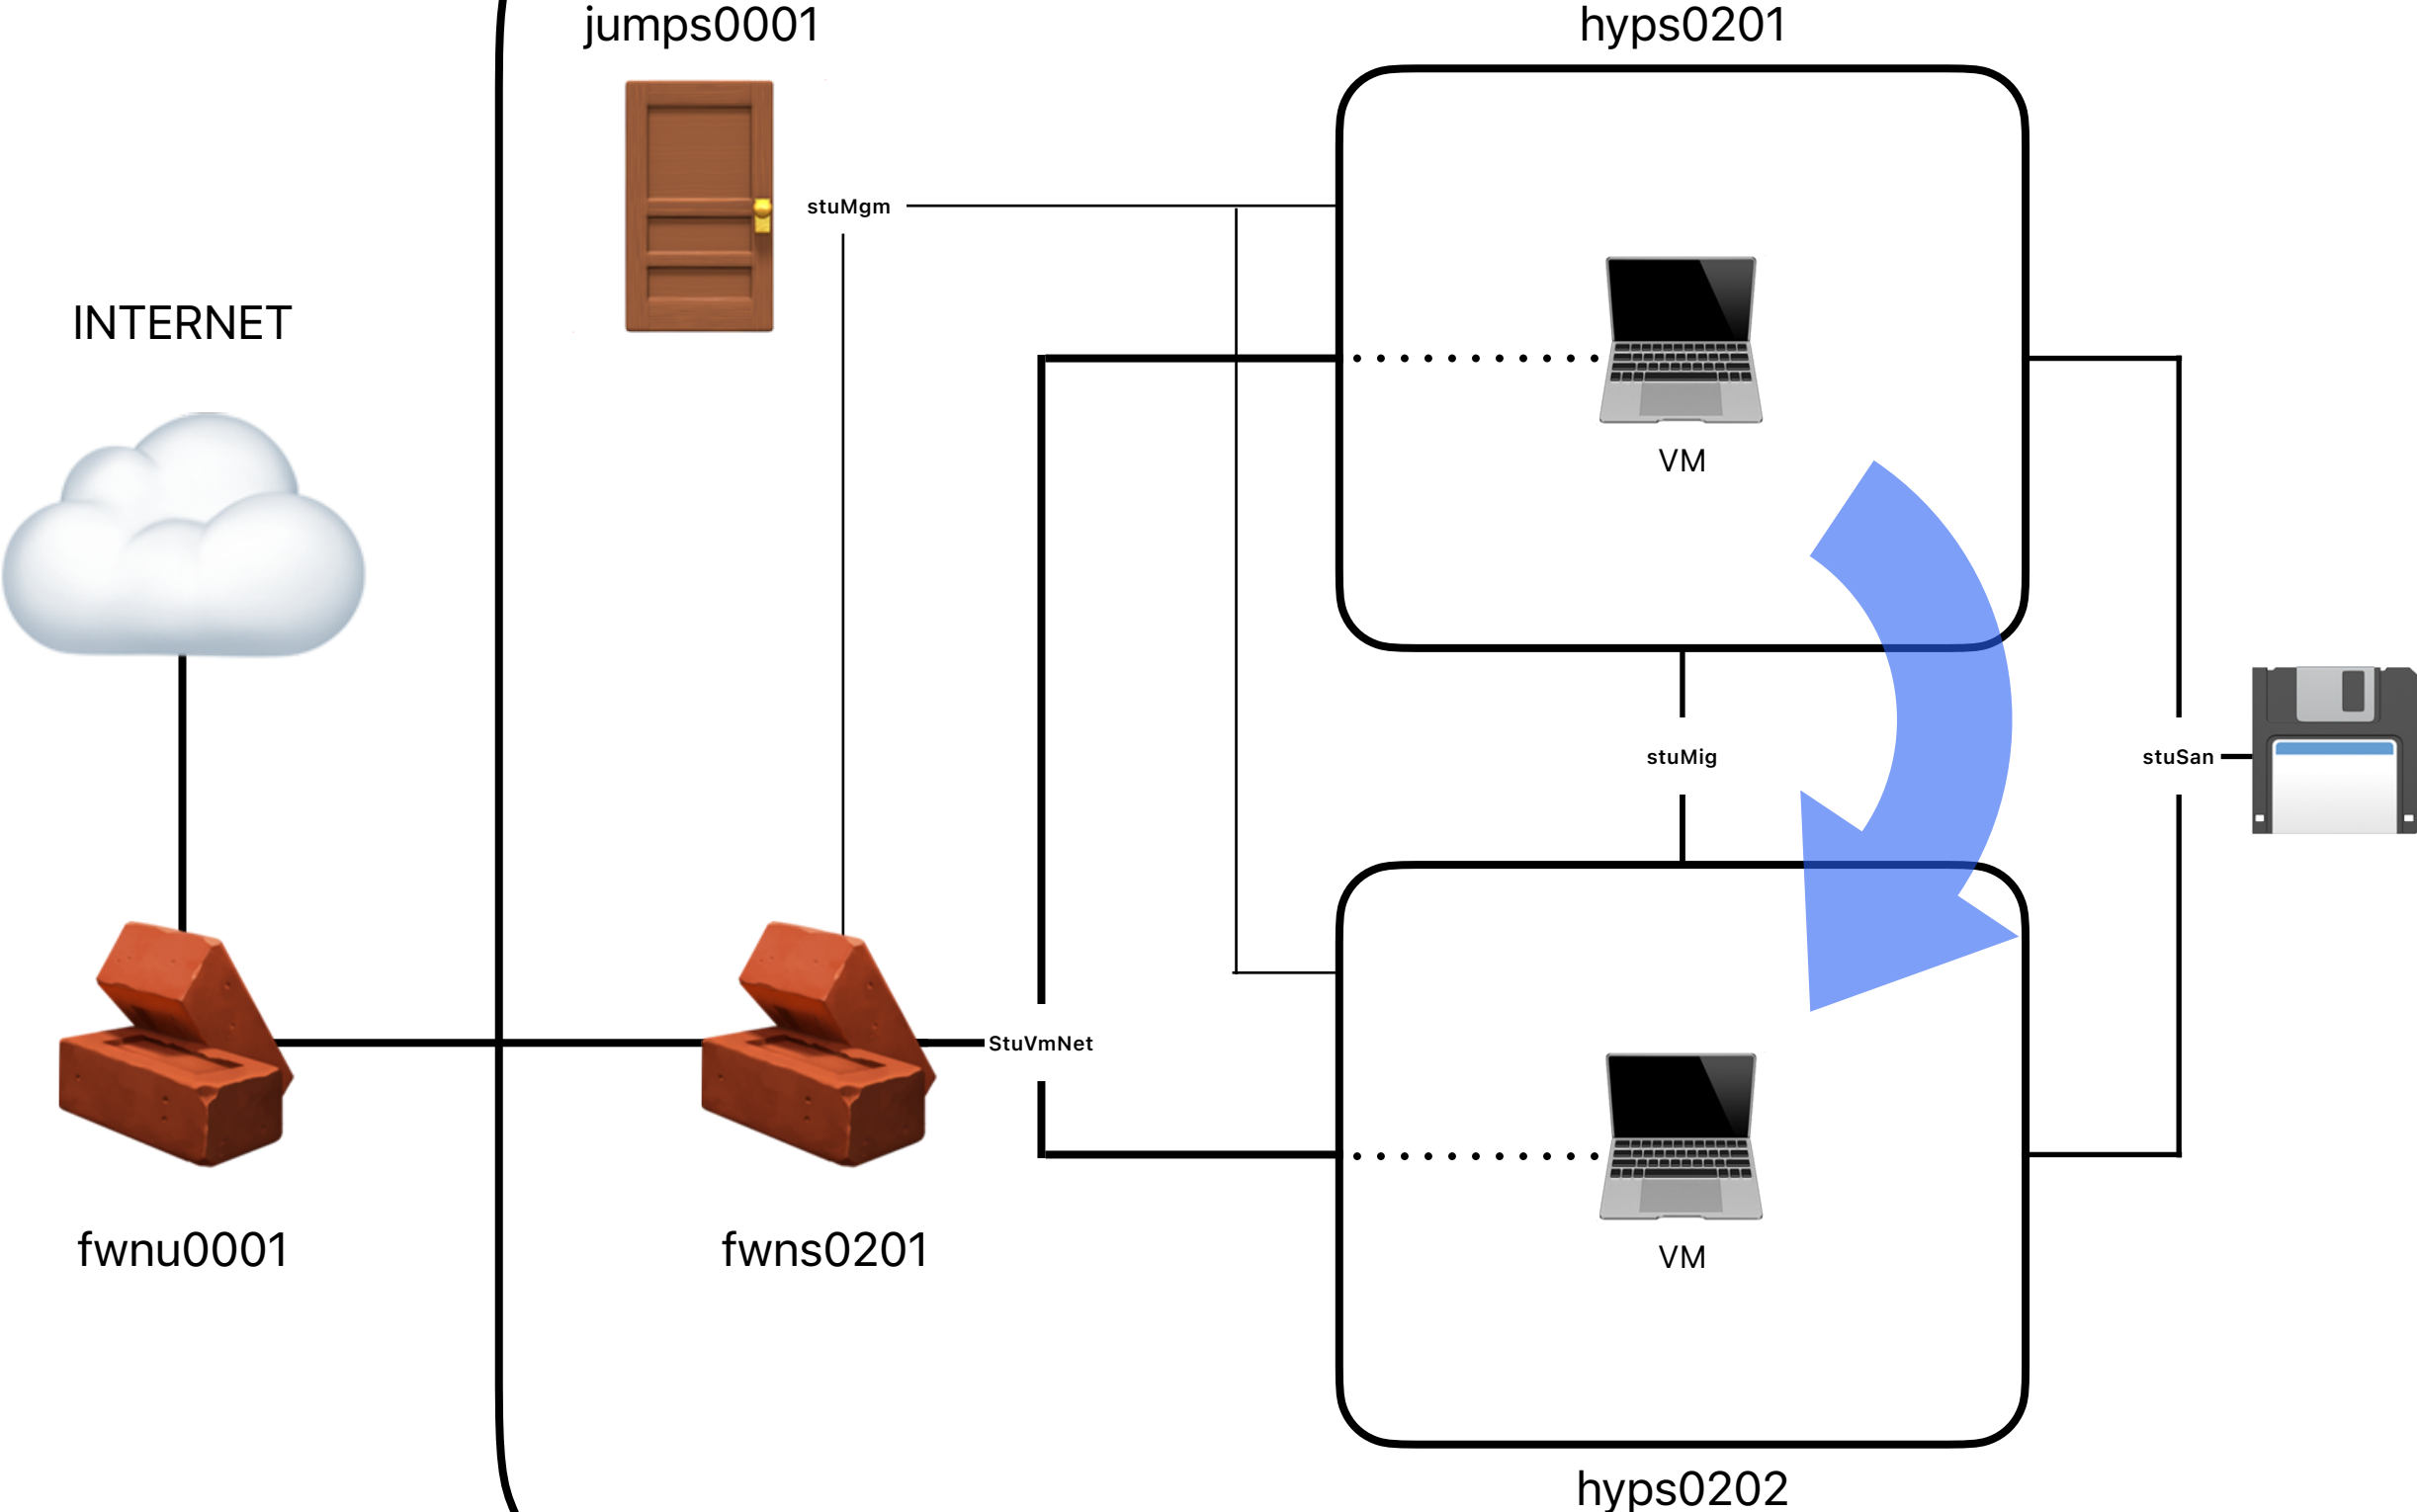 jumps0001
hyps0201
stuMgm
INTERNET
VM
stuMig
stuSan
StuVmNet
fwnu0001
fwns0201
VM
hyps0202